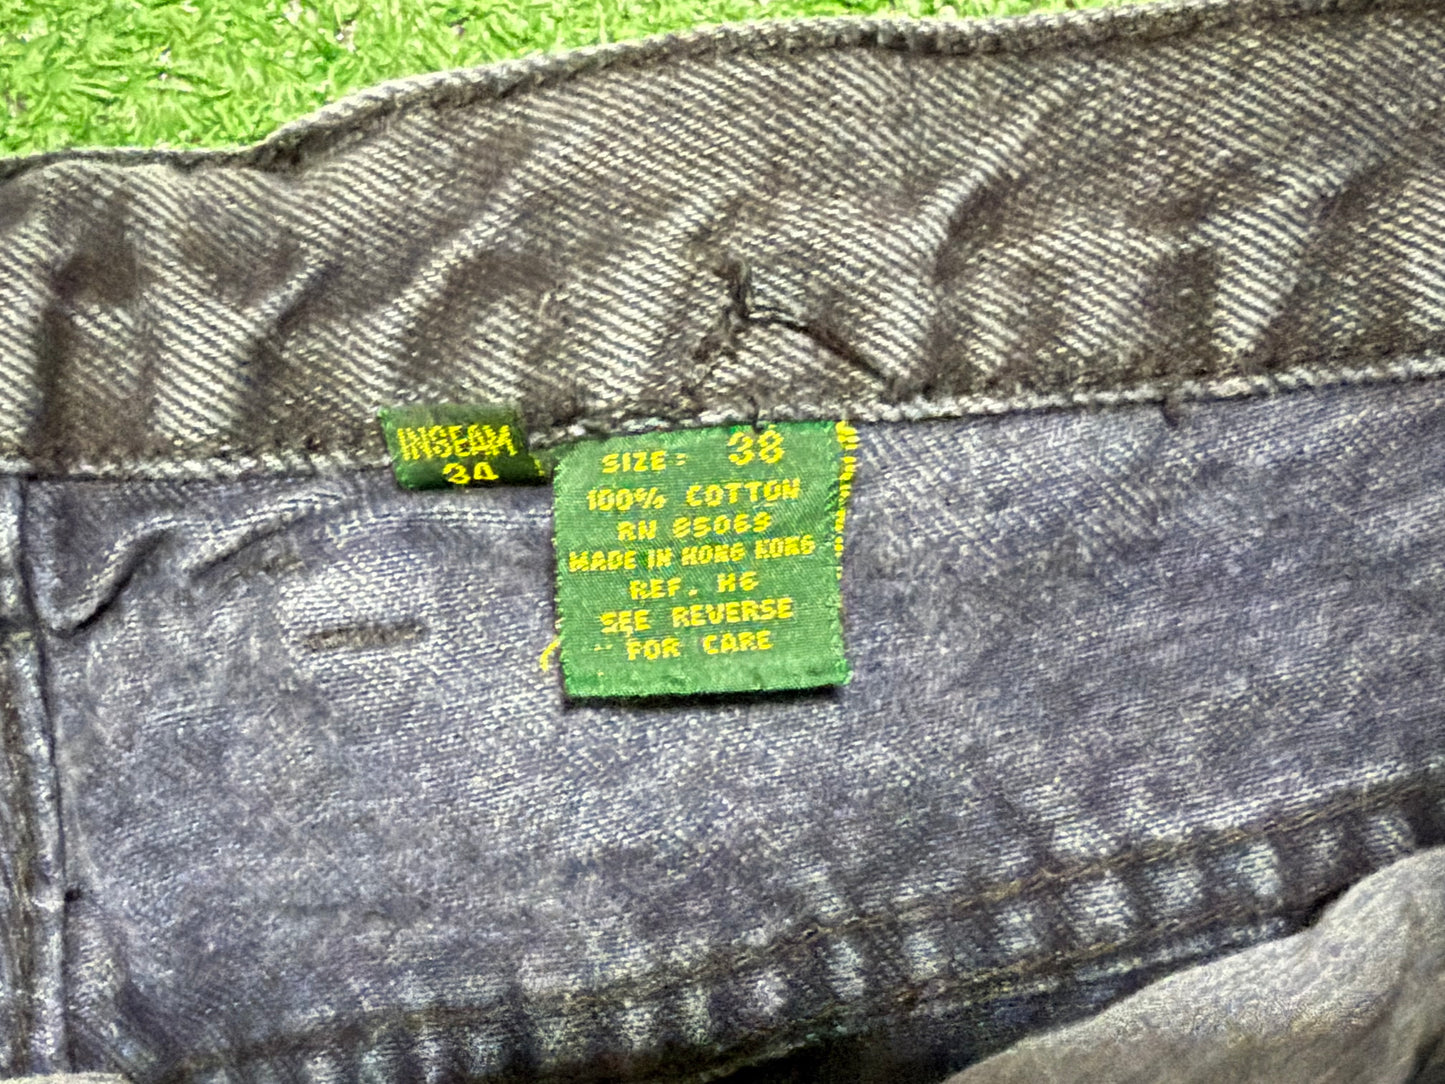 INSEAM
34
SIZE: 38
100% COTTON
RN 85069
MADE IN HONG KONG
REF. H6
SEE REVERSE
FOR CARE